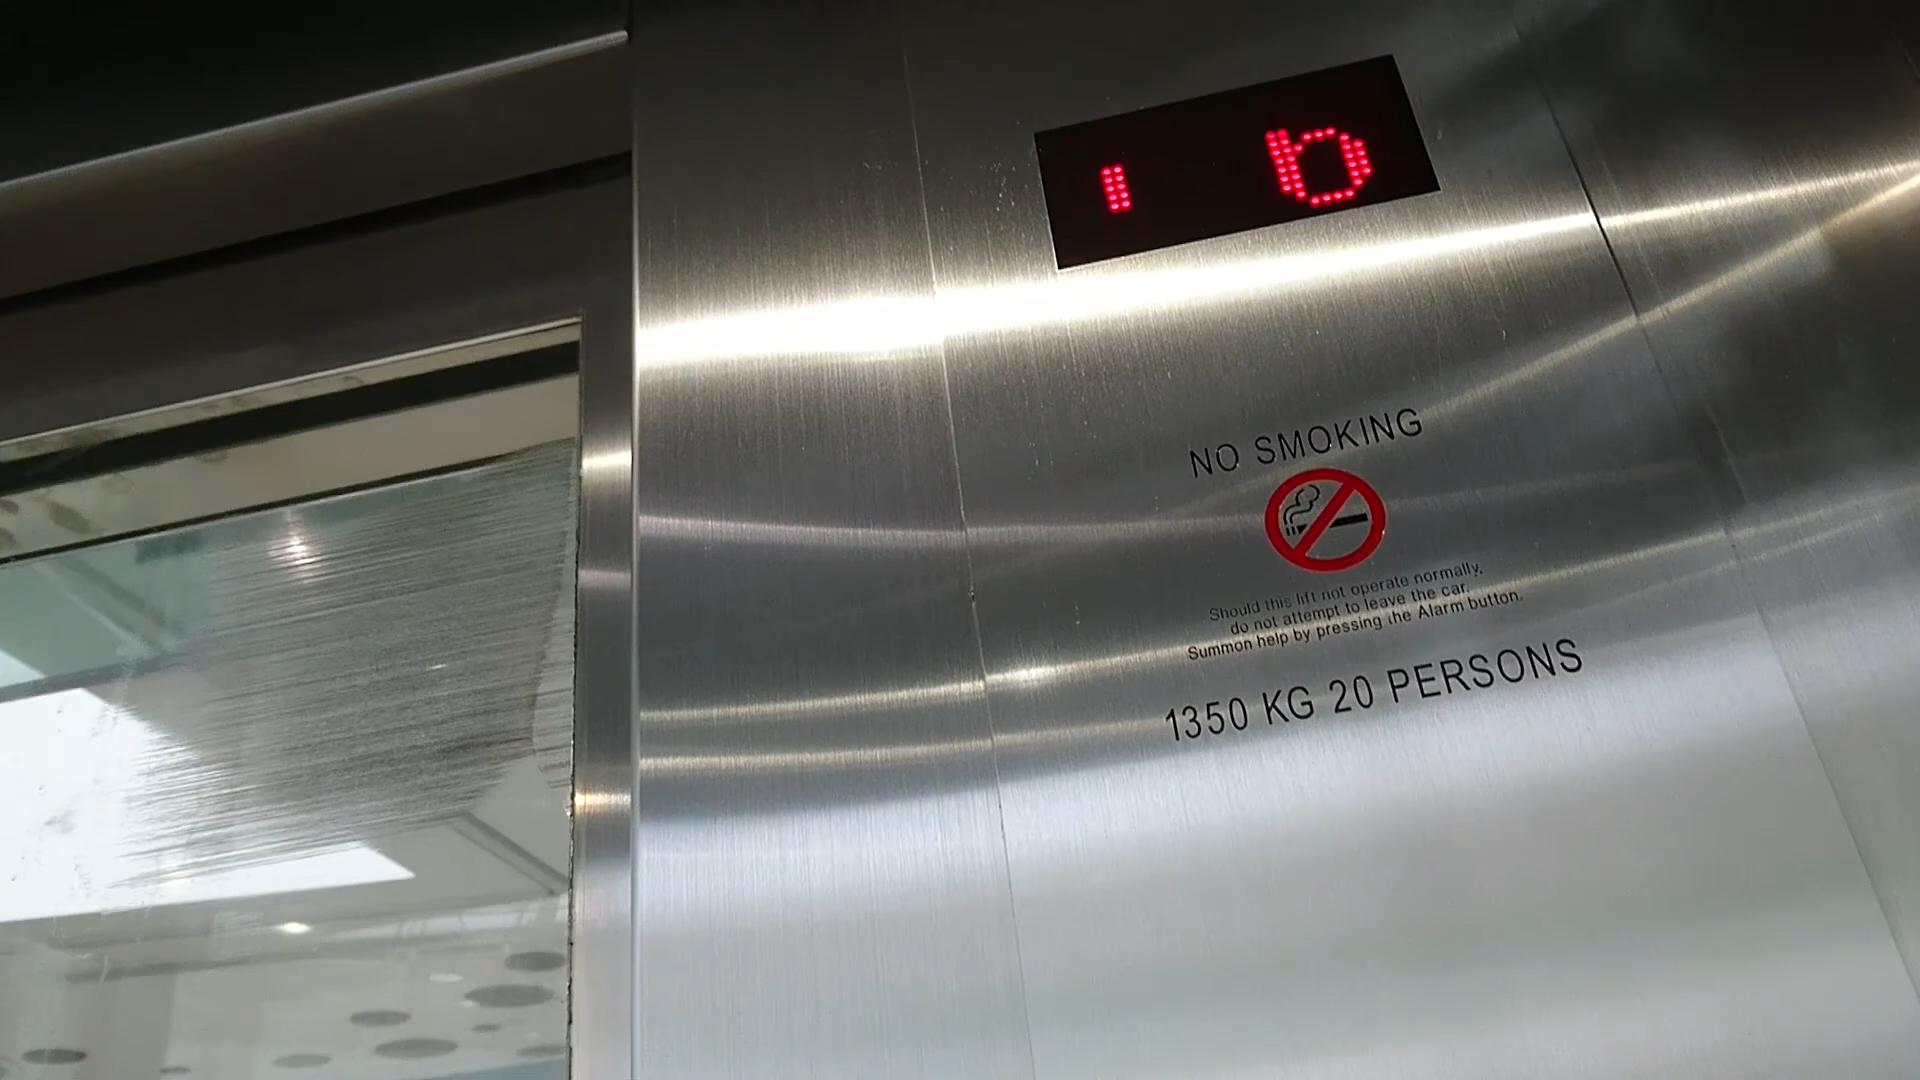 b
NO SMOKING
Should this lift not operate normally,
do not attempt to leave the car.
Summon help by pressing the Alarm button.
1350 KG 20 PERSONS